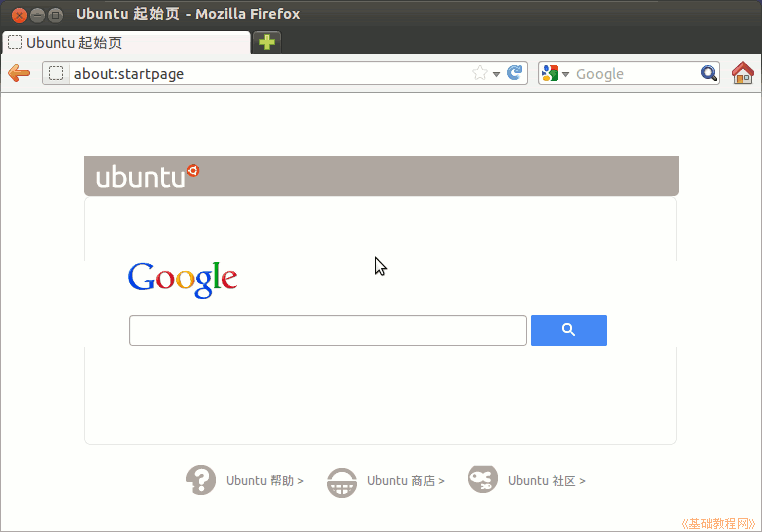 Ubuntu 起始页 - Mozilla Firefox
Ubuntu 起始页
about:startpage
Google
ubuntu
Google
Ubuntu 帮助 >
Ubuntu 商店 >
Ubuntu 社区 >
《基础教程网》